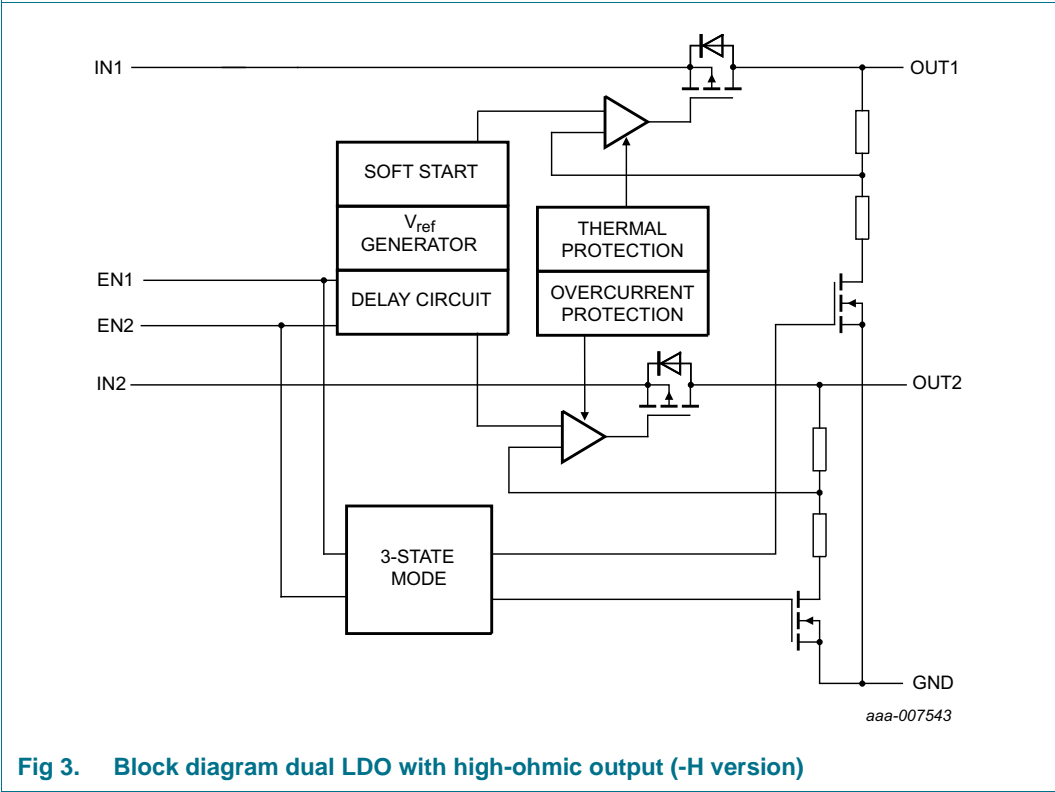 IN1
OUT1
SOFT START
Vref
GENERATOR
THERMAL
PROTECTION
EN1
DELAY CIRCUIT
OVERCURRENT
PROTECTION
EN2
IN2
OUT2
3-STATE
MODE
GND
aaa-007543
Fig 3. Block diagram dual LDO with high-ohmic output (-H version)